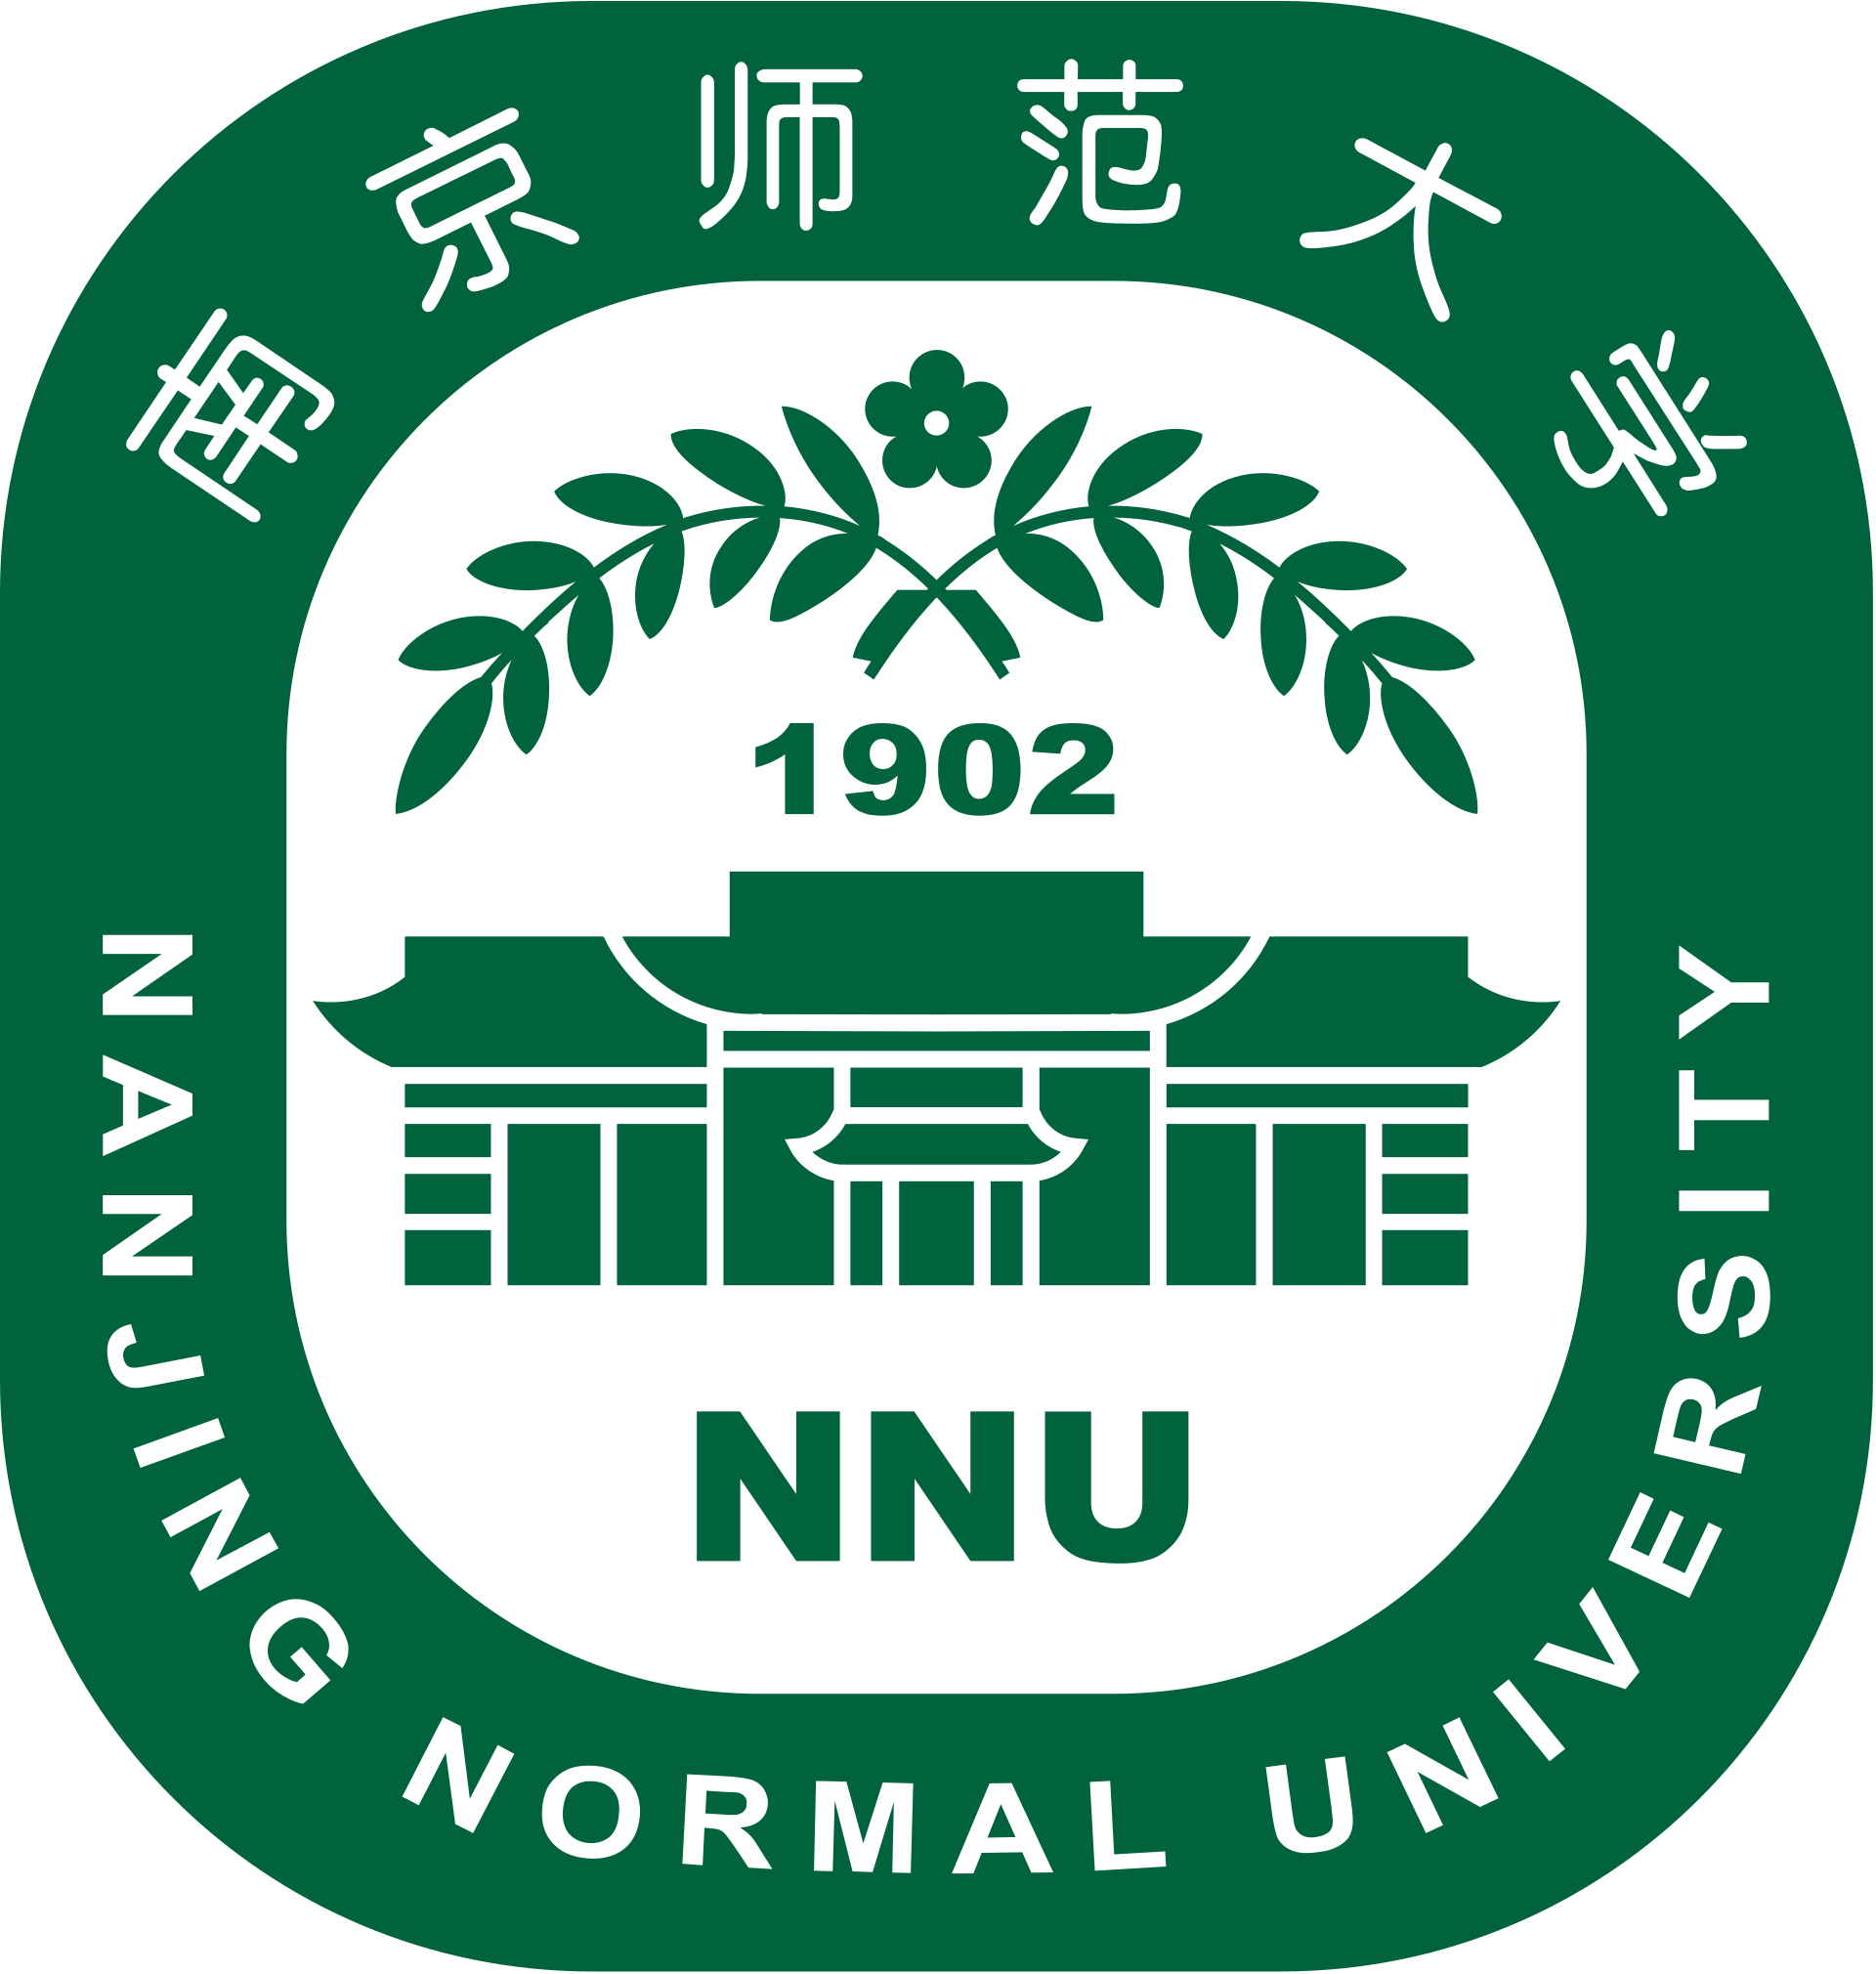 南京师范大学
1902
NNU
NANJING NORMAL UNIVERSITY